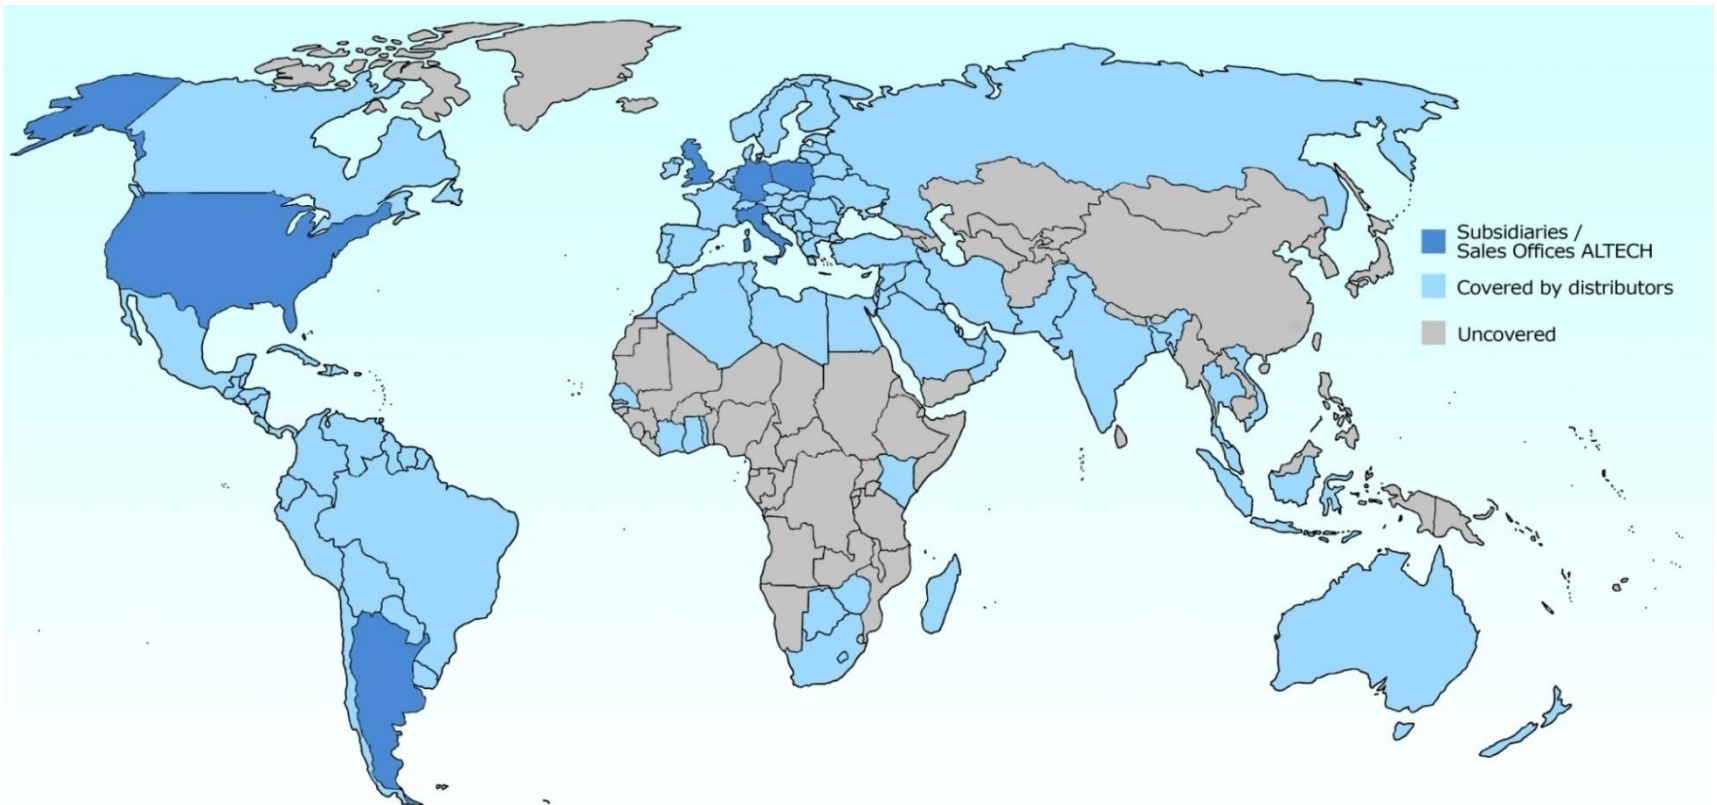 Subsidiaries /
Sales Offices ALTECH
Covered by distributors
Uncovered